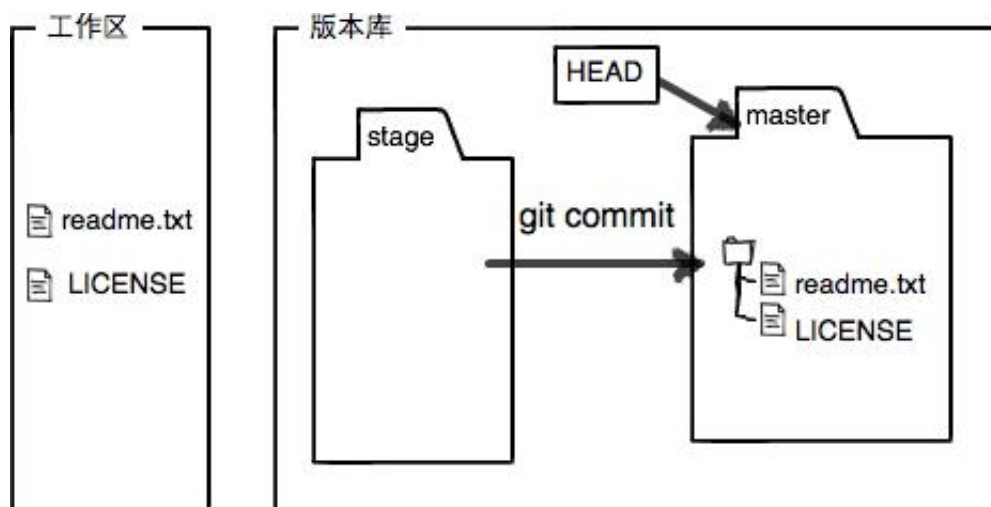 工作区
版本库
HEAD
stage
master
git commit
readme.txt
LICENSE
readme.txt
LICENSE